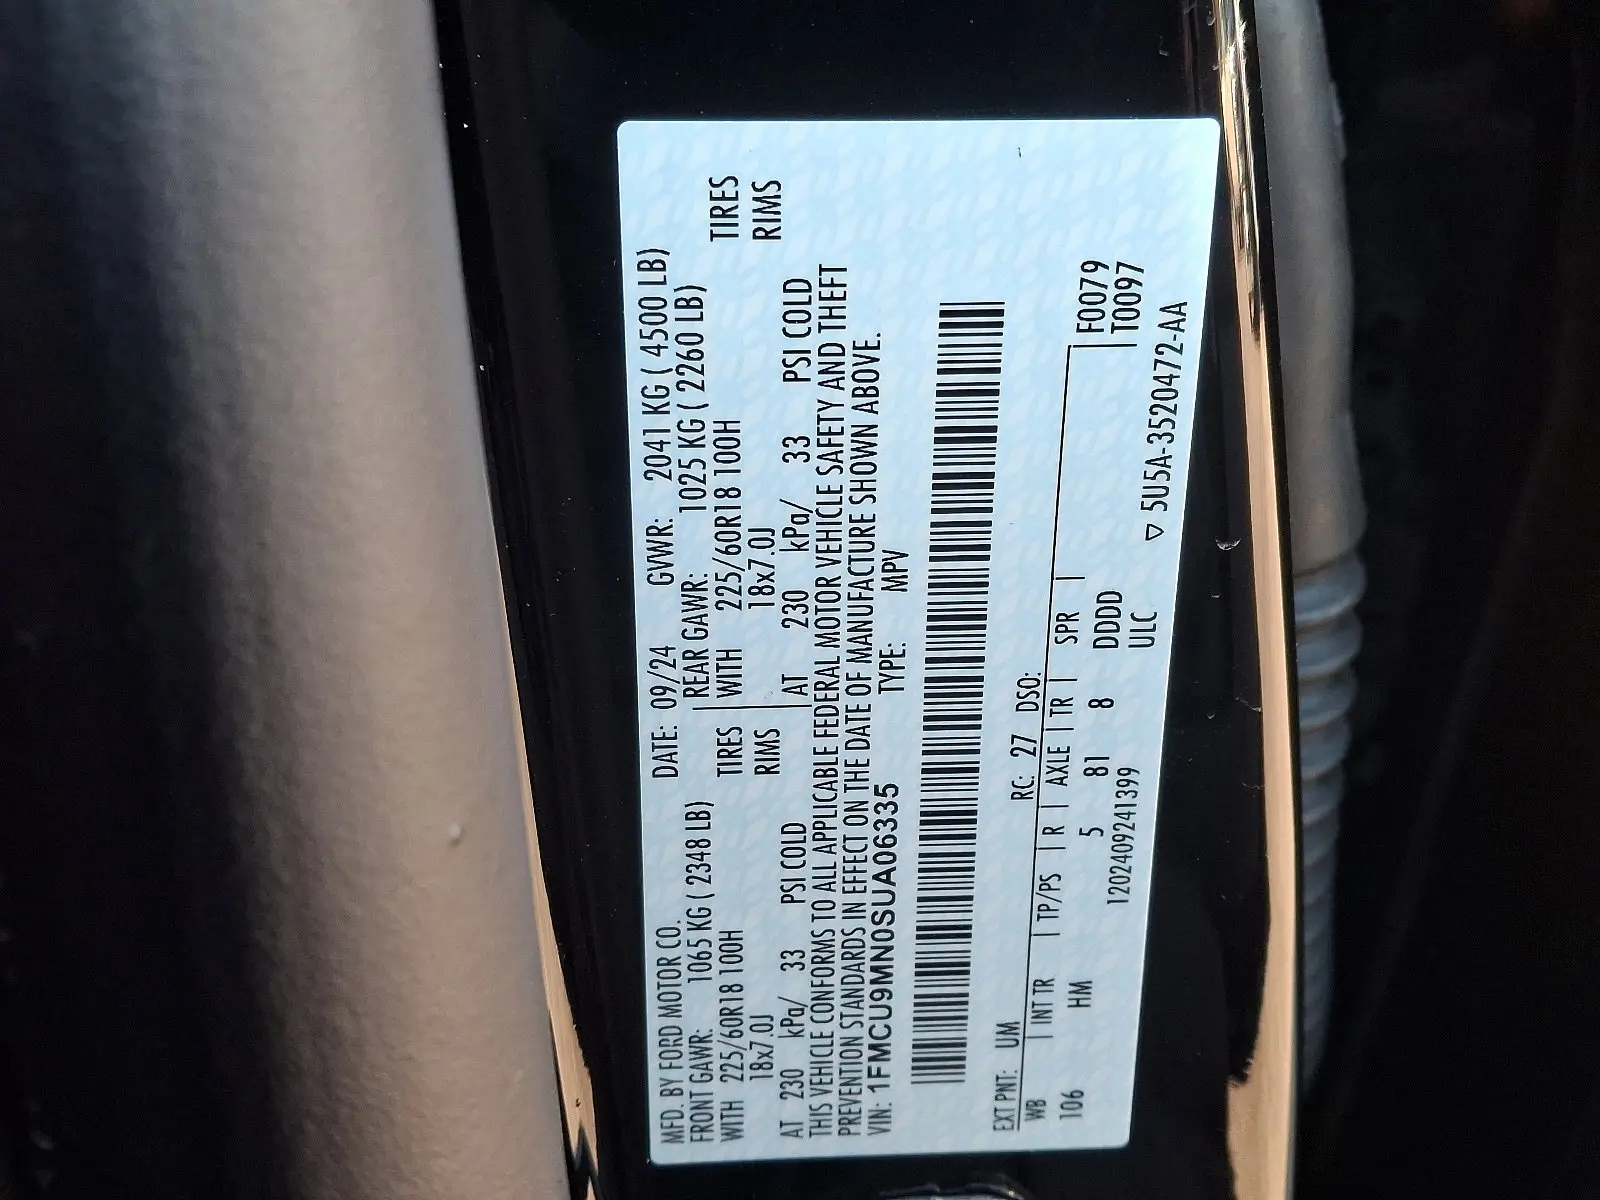 MFD. BY FORD MOTOR CO. DATE: 09/24 GVWR: 2041 KG ( 4500 LB)
FRONT GAWR: 1065 KG ( 2348 LB) REAR GAWR: 1025 KG ( 2260 LB)
WITH 225/60R18 100H TIRES WITH 225/60R18 100H TIRES
18x7.0J RIMS 18x7.0J RIMS
AT 230 kPa/ 33 PSI COLD AT 230 kPa/ 33 PSI COLD
THIS VEHICLE CONFORMS TO ALL APPLICABLE FEDERAL MOTOR VEHICLE SAFETY AND THEFT
PREVENTION STANDARDS IN EFFECT ON THE DATE OF MANUFACTURE SHOWN ABOVE.
VIN: 1FMCU9MN0SUA06335 TYPE: MPV
EXT PNT: UM RC: 27 DSO:
WB | INT TR | TP/PS | R | AXLE | TR | SPR |
106 HM 5 81 8 DDDD F0079
120240924​1399 ULC T0097
▽ 5U5A-3520472-AA